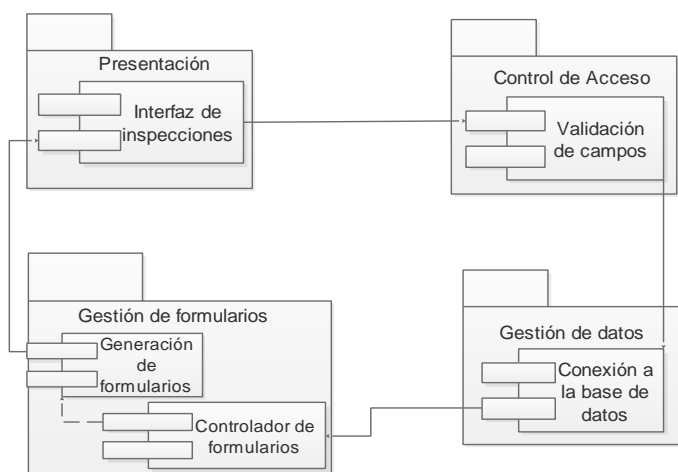 Presentación
Interfaz de
inspecciones
Control de Acceso
Validación
de campos
Gestión de formularios
Generación
de
formularios
Controlador de
formularios
Gestión de datos
Conexión a
la base de
datos